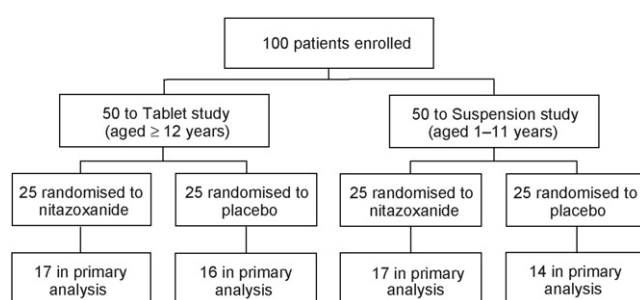 100 patients enrolled
50 to Tablet study
(aged ≥ 12 years)
50 to Suspension study
(aged 1–11 years)
25 randomised to
nitazoxanide
25 randomised to
placebo
25 randomised to
nitazoxanide
25 randomised to
placebo
17 in primary
analysis
16 in primary
analysis
17 in primary
analysis
14 in primary
analysis